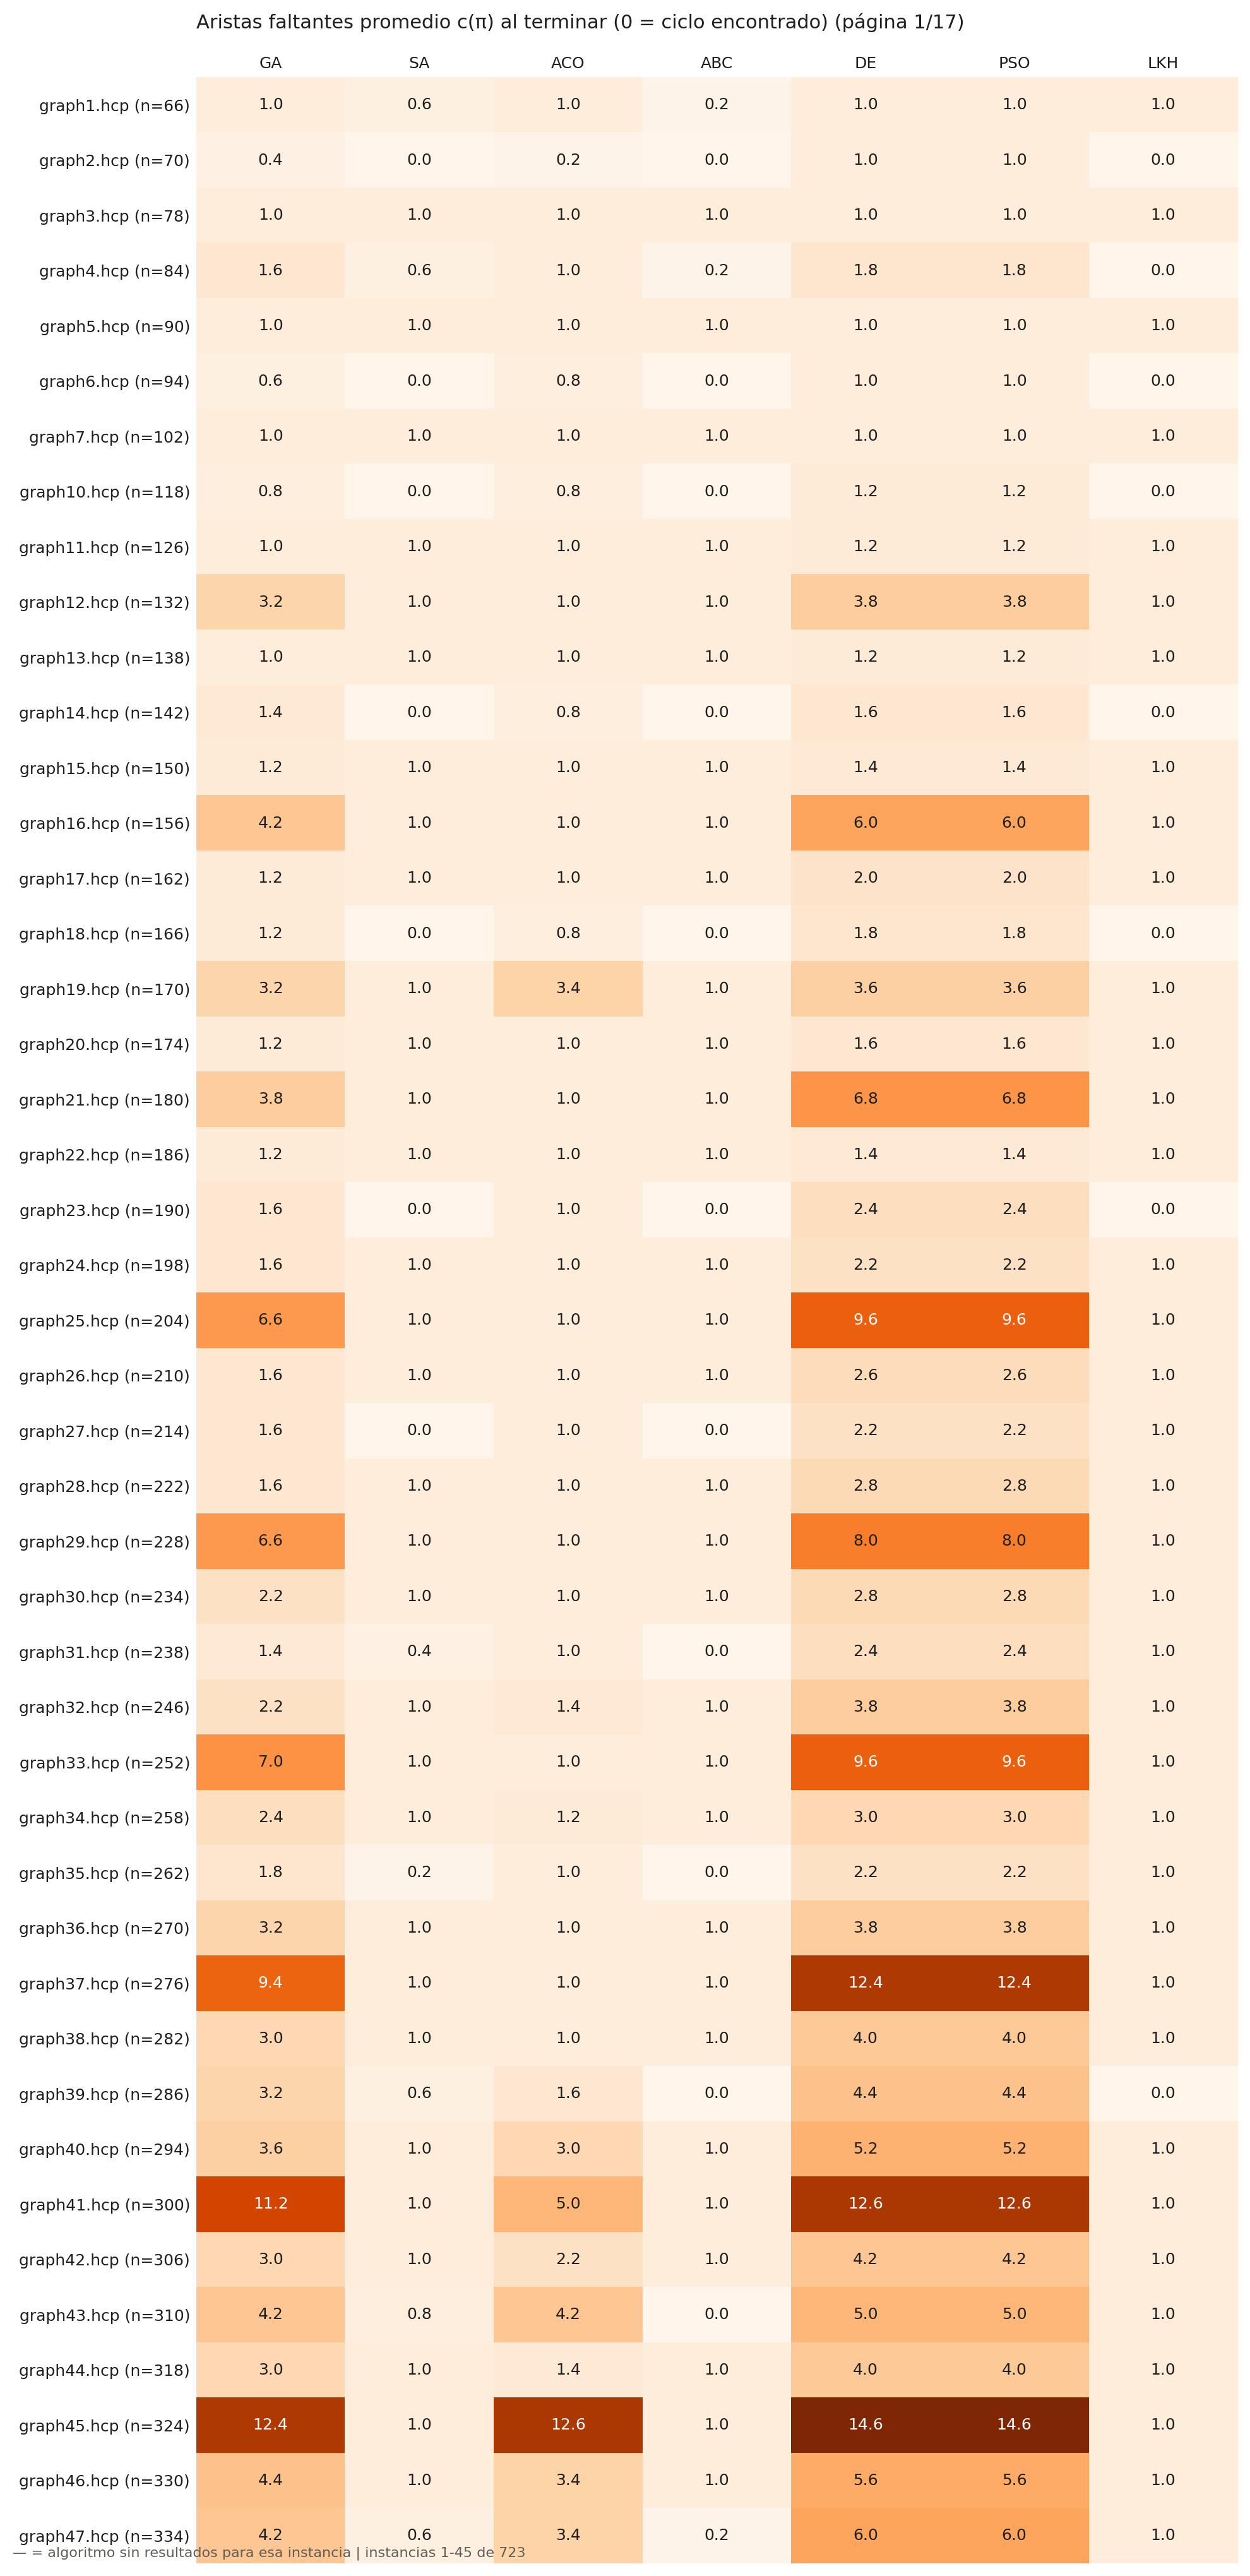 Aristas faltantes promedio c(π) al terminar (0 = ciclo encontrado) (página 1/17)
GA SA ACO ABC DE PSO LKH
graph1.hcp (n=66) 1.0 0.6 1.0 0.2 1.0 1.0 1.0
graph2.hcp (n=70) 0.4 0.0 0.2 0.0 1.0 1.0 0.0
graph3.hcp (n=78) 1.0 1.0 1.0 1.0 1.0 1.0 1.0
graph4.hcp (n=84) 1.6 0.6 1.0 0.2 1.8 1.8 0.0
graph5.hcp (n=90) 1.0 1.0 1.0 1.0 1.0 1.0 1.0
graph6.hcp (n=94) 0.6 0.0 0.8 0.0 1.0 1.0 0.0
graph7.hcp (n=102) 1.0 1.0 1.0 1.0 1.0 1.0 1.0
graph10.hcp (n=118) 0.8 0.0 0.8 0.0 1.2 1.2 0.0
graph11.hcp (n=126) 1.0 1.0 1.0 1.0 1.2 1.2 1.0
graph12.hcp (n=132) 3.2 1.0 1.0 1.0 3.8 3.8 1.0
graph13.hcp (n=138) 1.0 1.0 1.0 1.0 1.2 1.2 1.0
graph14.hcp (n=142) 1.4 0.0 0.8 0.0 1.6 1.6 0.0
graph15.hcp (n=150) 1.2 1.0 1.0 1.0 1.4 1.4 1.0
graph16.hcp (n=156) 4.2 1.0 1.0 1.0 6.0 6.0 1.0
graph17.hcp (n=162) 1.2 1.0 1.0 1.0 2.0 2.0 1.0
graph18.hcp (n=166) 1.2 0.0 0.8 0.0 1.8 1.8 0.0
graph19.hcp (n=170) 3.2 1.0 3.4 1.0 3.6 3.6 1.0
graph20.hcp (n=174) 1.2 1.0 1.0 1.0 1.6 1.6 1.0
graph21.hcp (n=180) 3.8 1.0 1.0 1.0 6.8 6.8 1.0
graph22.hcp (n=186) 1.2 1.0 1.0 1.0 1.4 1.4 1.0
graph23.hcp (n=190) 1.6 0.0 1.0 0.0 2.4 2.4 0.0
graph24.hcp (n=198) 1.6 1.0 1.0 1.0 2.2 2.2 1.0
graph25.hcp (n=204) 6.6 1.0 1.0 1.0 9.6 9.6 1.0
graph26.hcp (n=210) 1.6 1.0 1.0 1.0 2.6 2.6 1.0
graph27.hcp (n=214) 1.6 0.0 1.0 0.0 2.2 2.2 1.0
graph28.hcp (n=222) 1.6 1.0 1.0 1.0 2.8 2.8 1.0
graph29.hcp (n=228) 6.6 1.0 1.0 1.0 8.0 8.0 1.0
graph30.hcp (n=234) 2.2 1.0 1.0 1.0 2.8 2.8 1.0
graph31.hcp (n=238) 1.4 0.4 1.0 0.0 2.4 2.4 1.0
graph32.hcp (n=246) 2.2 1.0 1.4 1.0 3.8 3.8 1.0
graph33.hcp (n=252) 7.0 1.0 1.0 1.0 9.6 9.6 1.0
graph34.hcp (n=258) 2.4 1.0 1.2 1.0 3.0 3.0 1.0
graph35.hcp (n=262) 1.8 0.2 1.0 0.0 2.2 2.2 1.0
graph36.hcp (n=270) 3.2 1.0 1.0 1.0 3.8 3.8 1.0
graph37.hcp (n=276) 9.4 1.0 1.0 1.0 12.4 12.4 1.0
graph38.hcp (n=282) 3.0 1.0 1.0 1.0 4.0 4.0 1.0
graph39.hcp (n=286) 3.2 0.6 1.6 0.0 4.4 4.4 0.0
graph40.hcp (n=294) 3.6 1.0 3.0 1.0 5.2 5.2 1.0
graph41.hcp (n=300) 11.2 1.0 5.0 1.0 12.6 12.6 1.0
graph42.hcp (n=306) 3.0 1.0 2.2 1.0 4.2 4.2 1.0
graph43.hcp (n=310) 4.2 0.8 4.2 0.0 5.0 5.0 1.0
graph44.hcp (n=318) 3.0 1.0 1.4 1.0 4.0 4.0 1.0
graph45.hcp (n=324) 12.4 1.0 12.6 1.0 14.6 14.6 1.0
graph46.hcp (n=330) 4.4 1.0 3.4 1.0 5.6 5.6 1.0
graph47.hcp (n=334) 4.2 0.6 3.4 0.2 6.0 6.0 1.0
— = algoritmo sin resultados para esa instancia | instancias 1-45 de 723